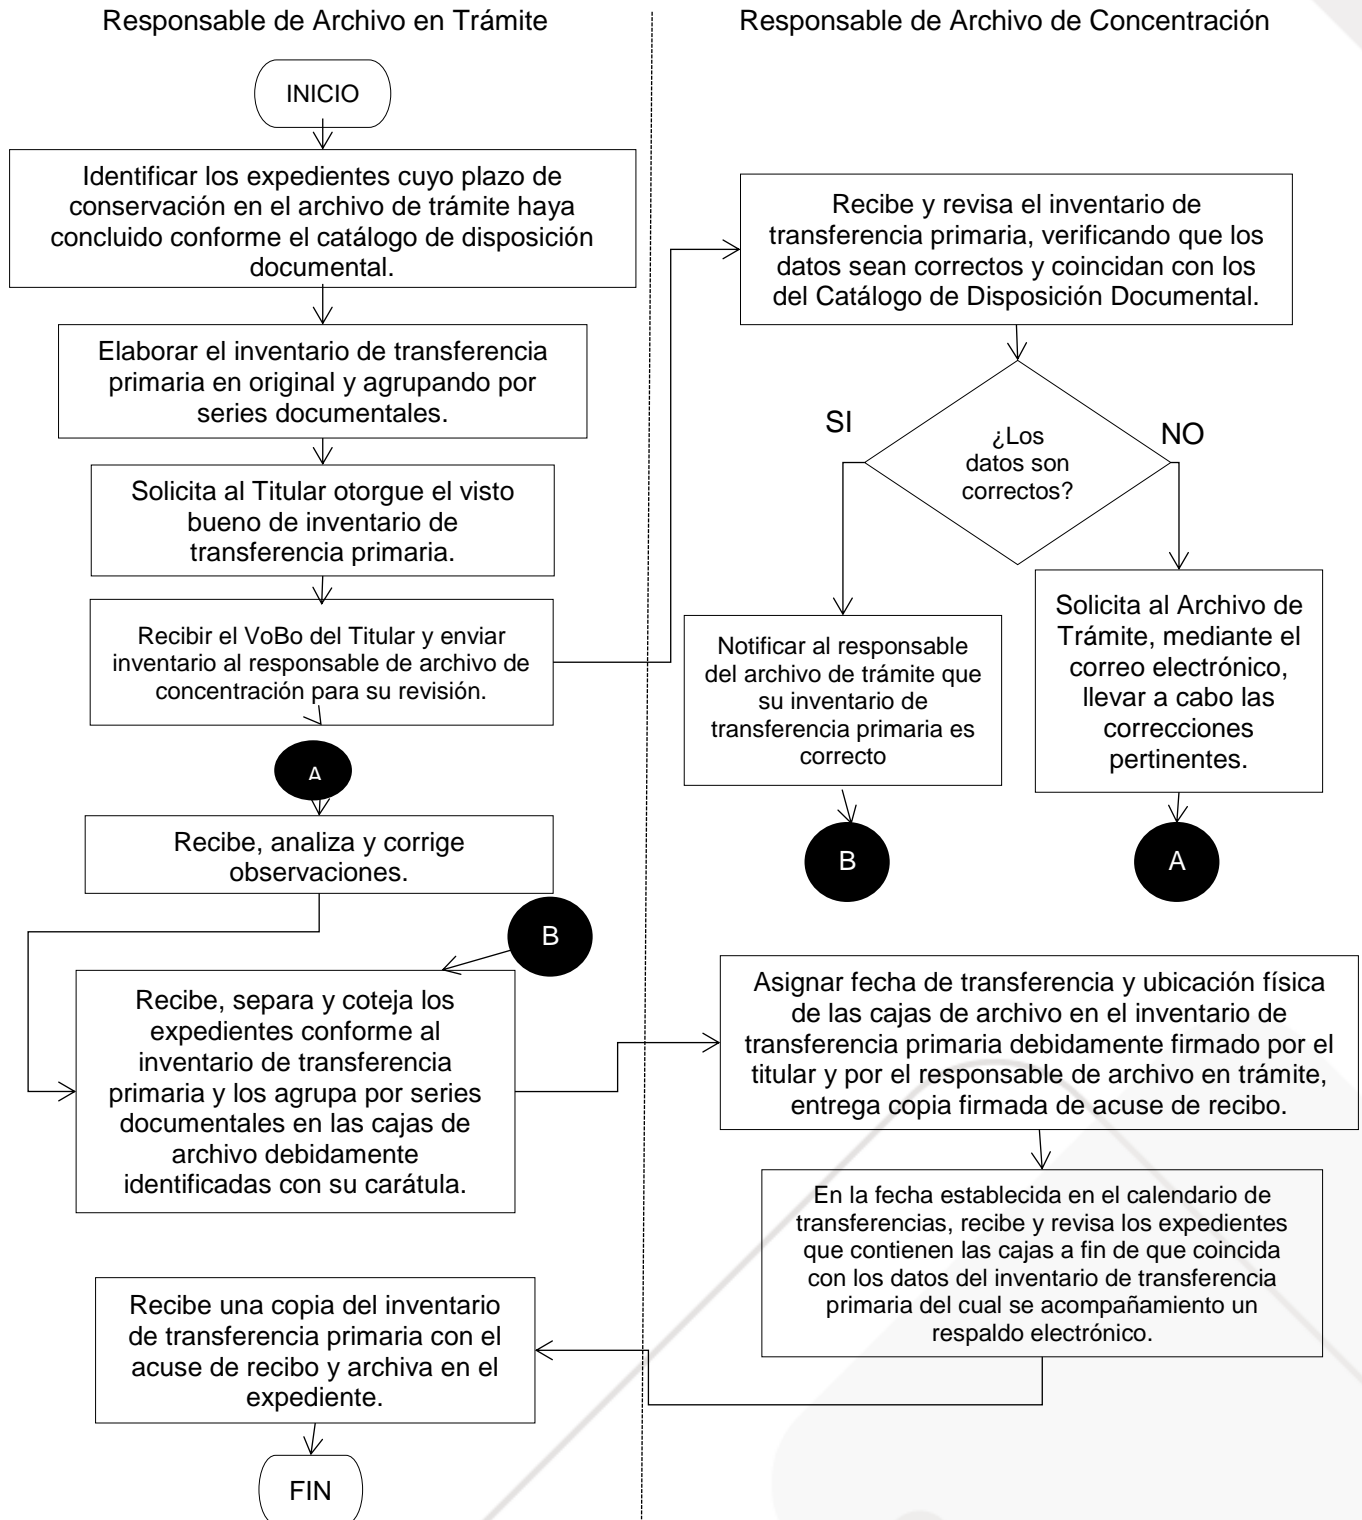 Responsable de Archivo en Trámite
Responsable de Archivo de Concentración
INICIO
Identificar los expedientes cuyo plazo de
conservación en el archivo de trámite haya
concluido conforme el catálogo de disposición
documental.
Elaborar el inventario de transferencia
primaria en original y agrupando por
series documentales.
Solicita al Titular otorgue el visto
bueno de inventario de
transferencia primaria.
Recibir el VoBo del Titular y enviar
inventario al responsable de archivo de
concentración para su revisión.
Recibe y revisa el inventario de
transferencia primaria, verificando que los
datos sean correctos y coincidan con los
del Catálogo de Disposición Documental.
¿Los
datos son
correctos?
SI
NO
Notificar al responsable
del archivo de trámite que
su inventario de
transferencia primaria es
correcto
Solicita al Archivo de
Trámite, mediante el
correo electrónico,
llevar a cabo las
correcciones
pertinentes.
B
A
A
Recibe, analiza y corrige
observaciones.
B
Recibe, separa y coteja los
expedientes conforme al
inventario de transferencia
primaria y los agrupa por series
documentales en las cajas de
archivo debidamente
identificadas con su carátula.
Asignar fecha de transferencia y ubicación física
de las cajas de archivo en el inventario de
transferencia primaria debidamente firmado por el
titular y por el responsable de archivo en trámite,
entrega copia firmada de acuse de recibo.
En la fecha establecida en el calendario de
transferencias, recibe y revisa los expedientes
que contienen las cajas a fin de que coincida
con los datos del inventario de transferencia
primaria del cual se acompañamiento un
respaldo electrónico.
Recibe una copia del inventario
de transferencia primaria con el
acuse de recibo y archiva en el
expediente.
FIN